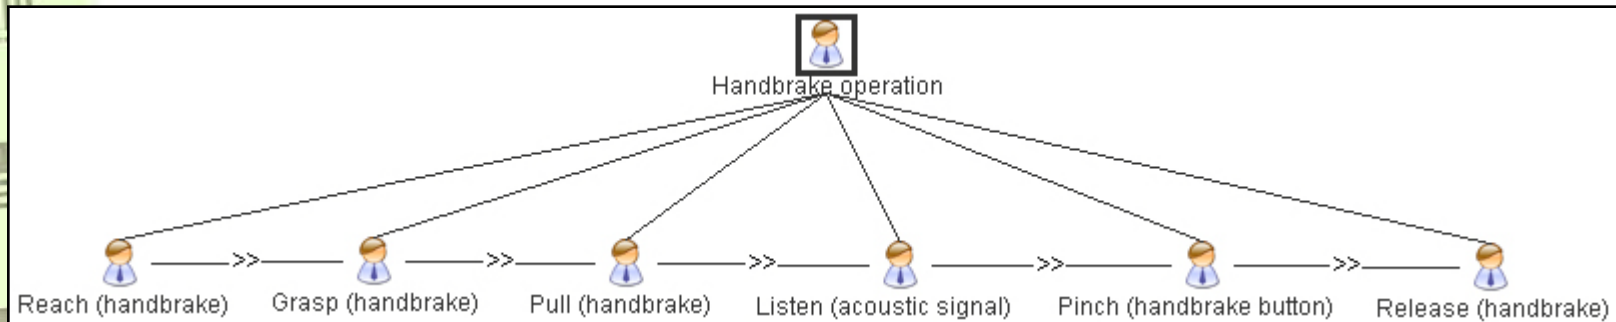 Handbrake operation
>> >> >> >> >>
Reach (handbrake) Grasp (handbrake) Pull (handbrake) Listen (acoustic signal) Pinch (handbrake button) Release (handbrake)